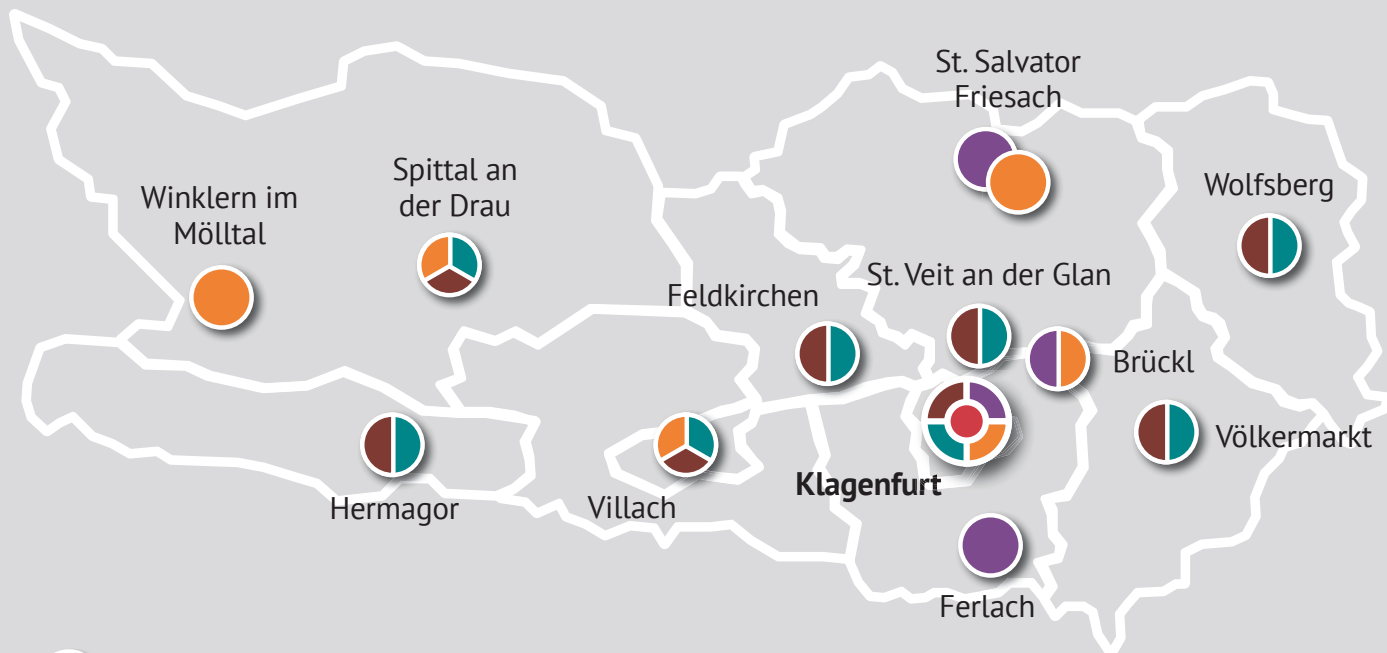 St. Salvator
Friesach
Spittal an
der Drau
Winklern im
Mölltal
Wolfsberg
St. Veit an der Glan
Feldkirchen
Brückl
Völkermarkt
Klagenfurt
Hermagor
Villach
Ferlach